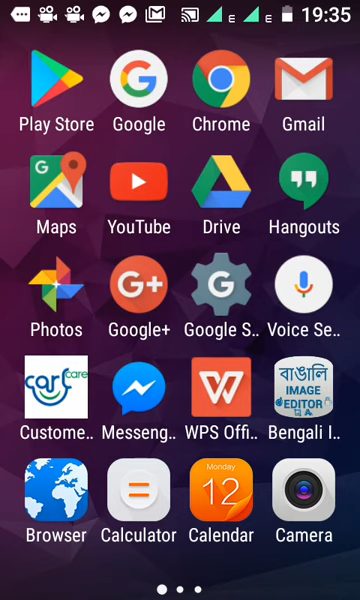 E E 19:35
Play Store Google Chrome Gmail
G
Maps YouTube Drive Hangouts
G+ G
Photos Google+ Google S.. Voice Se..
carc care
Custome.. Messeng.. WPS Offi.. Bengali I..
বাঙালি
IMAGE
EDITOR
Monday
12
Browser Calculator Calendar Camera